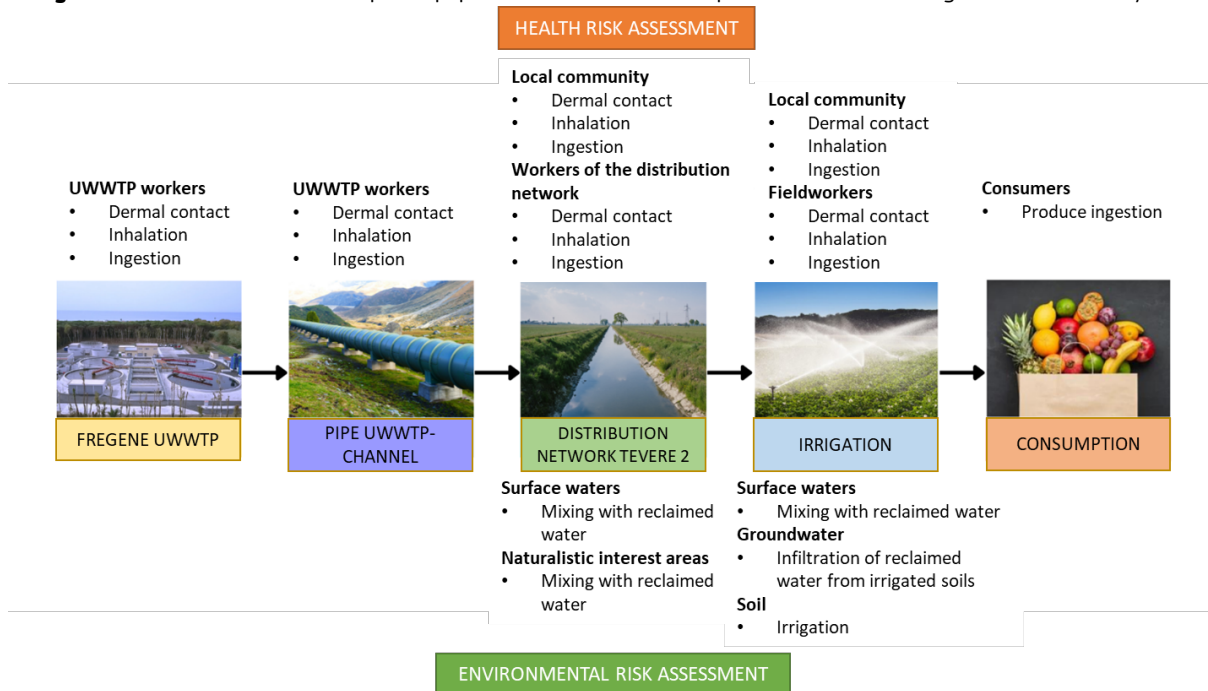 HEALTH RISK ASSESSMENT
Local community
• Dermal contact
• Inhalation
• Ingestion
Workers of the distribution
network
• Dermal contact
• Inhalation
• Ingestion
Local community
• Dermal contact
• Inhalation
• Ingestion
Fieldworkers
• Dermal contact
• Inhalation
• Ingestion
UWWTP workers
• Dermal contact
• Inhalation
• Ingestion
UWWTP workers
• Dermal contact
• Inhalation
• Ingestion
Consumers
• Produce ingestion
FREGENE UWWTP
PIPE UWWTP-
CHANNEL
DISTRIBUTION
NETWORK TEVERE 2
IRRIGATION
CONSUMPTION
Surface waters
• Mixing with reclaimed
water
Naturalistic interest areas
• Mixing with reclaimed
water
Surface waters
• Mixing with reclaimed water
Groundwater
• Infiltration of reclaimed
water from irrigated soils
Soil
• Irrigation
ENVIRONMENTAL RISK ASSESSMENT